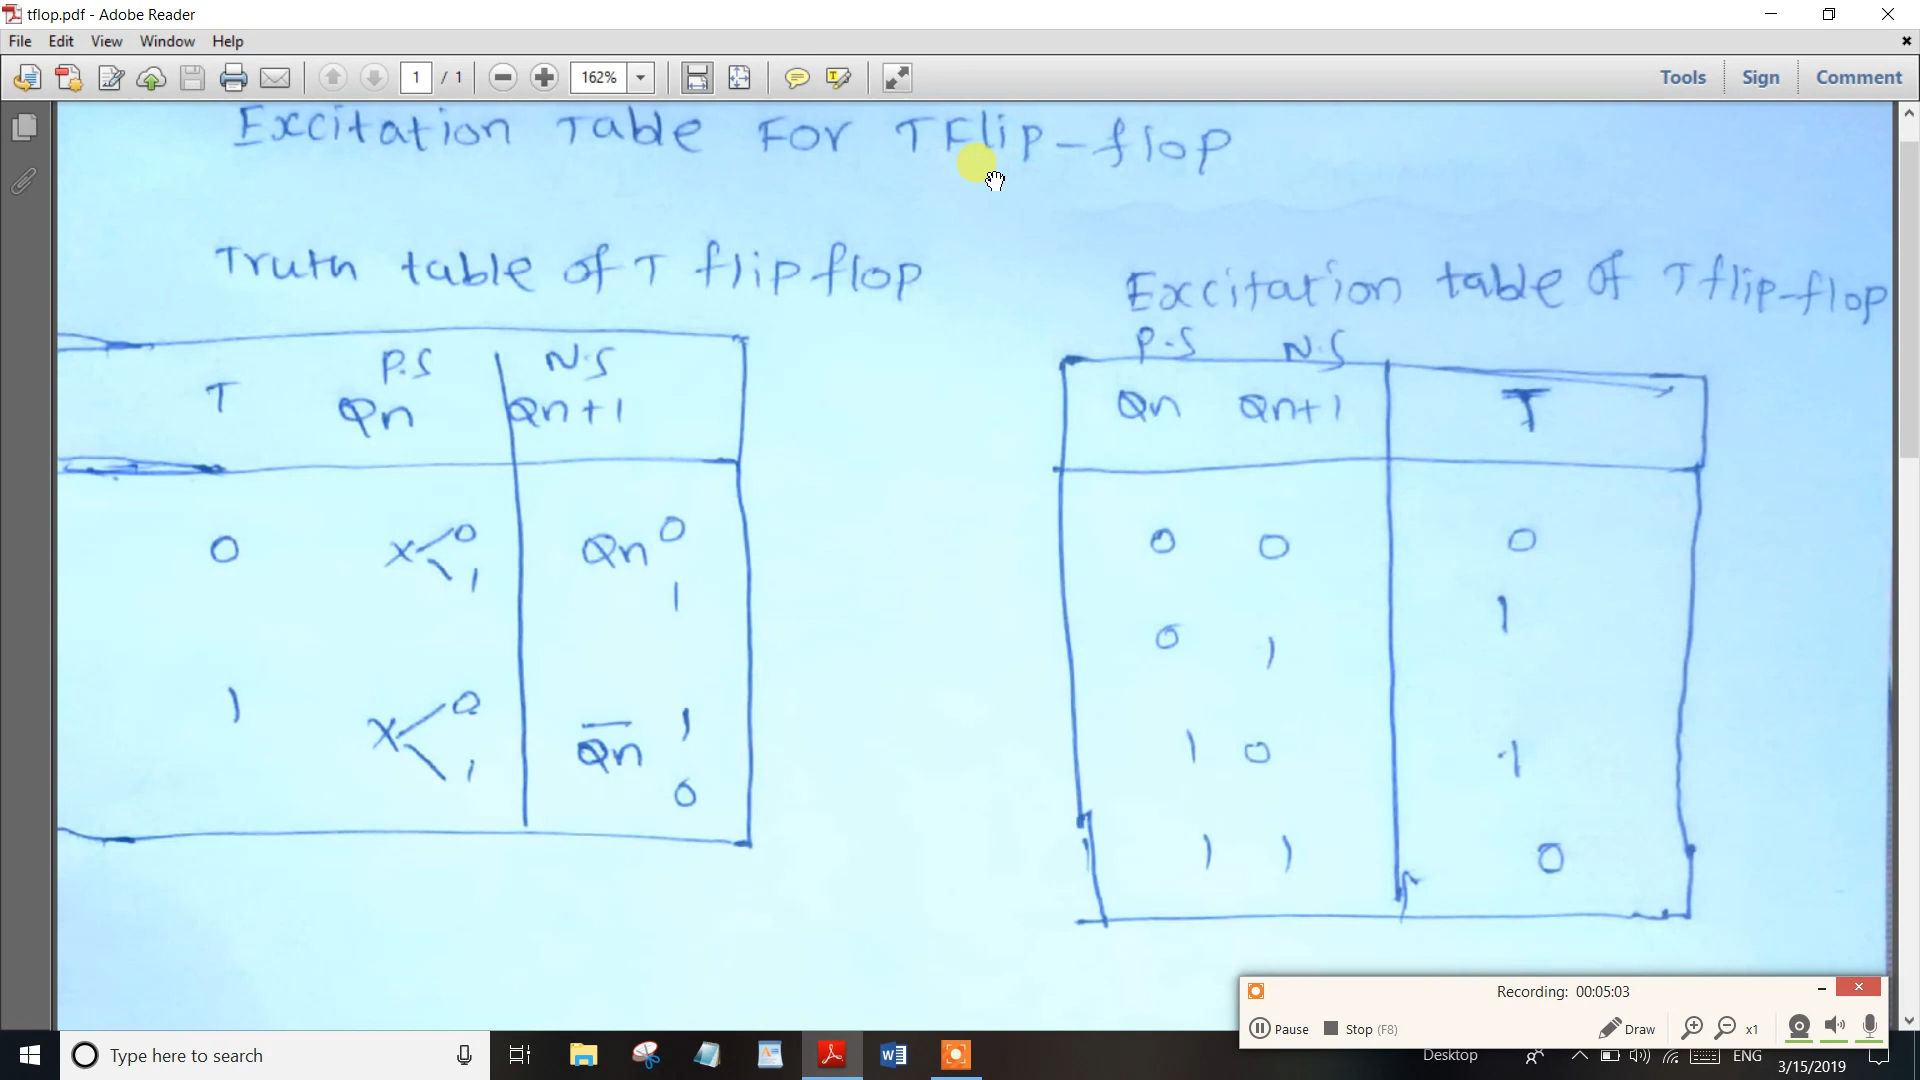 tflop.pdf - Adobe Reader
File Edit View Window Help
1 / 1 162% Tools Sign Comment
Excitation Table For T Flip-flop
Truth table of T flip flop
T P.S Qn N.S Qn+1
0 X 0 1 Qn 0 1
1 X 0 1 Q̅n̅ 1 0
Excitation table of T flip-flop
P.S N.S
Qn Qn+1 T
0 0 0
0 1 1
1 0 1
1 1 0
Recording: 00:05:03
Pause Stop (F8) Draw x1
Type here to search
Desktop ENG
3/15/2019